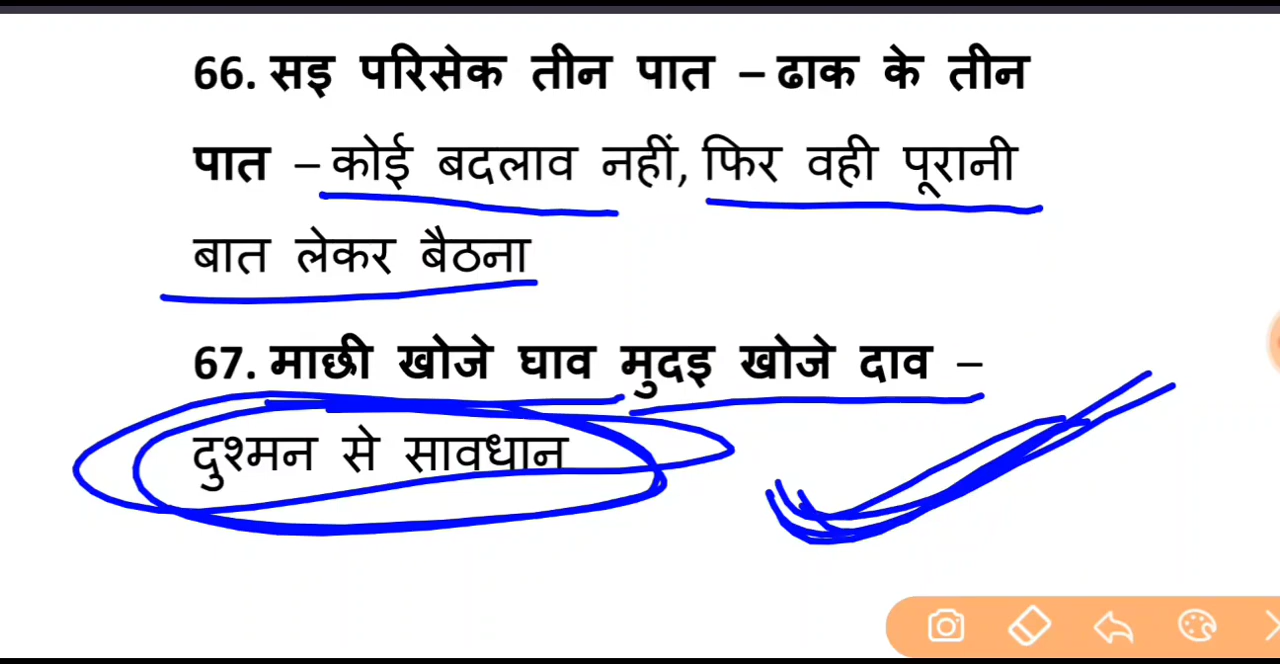 66. सइ परिसेक तीन पात – ढाक के तीन
पात – कोई बदलाव नहीं, फिर वही पूरानी
बात लेकर बैठना
67. माछी खोजे घाव मुदइ खोजे दाव –
दुश्मन से सावधान